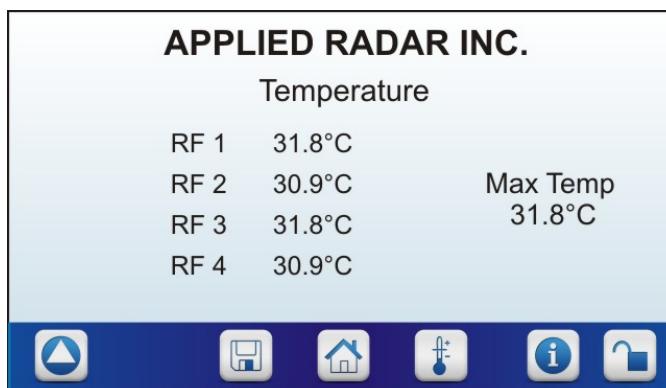 APPLIED RADAR INC.
Temperature
RF 1 31.8°C
RF 2 30.9°C
RF 3 31.8°C
RF 4 30.9°C
Max Temp
31.8°C